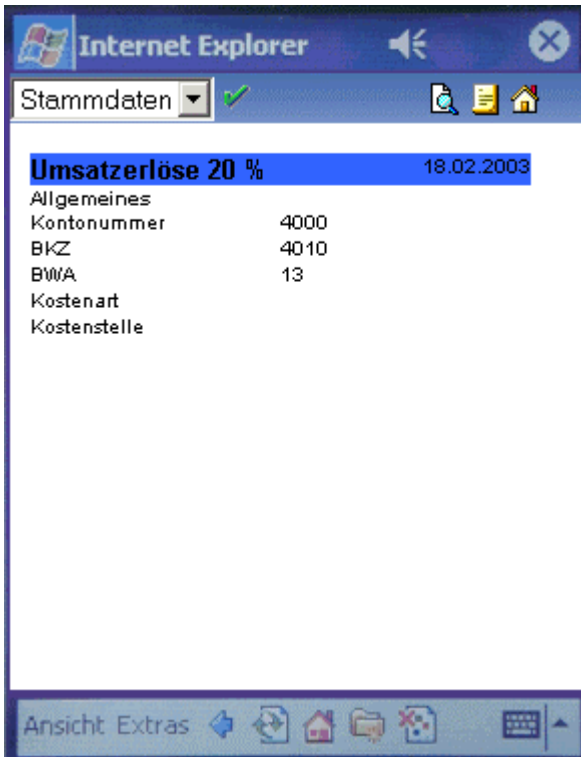 Internet Explorer
Stammdaten
Umsatzerlöse 20 % 18.02.2003
Allgemeines
Kontonummer 4000
BKZ 4010
BWA 13
Kostenart
Kostenstelle
Ansicht Extras